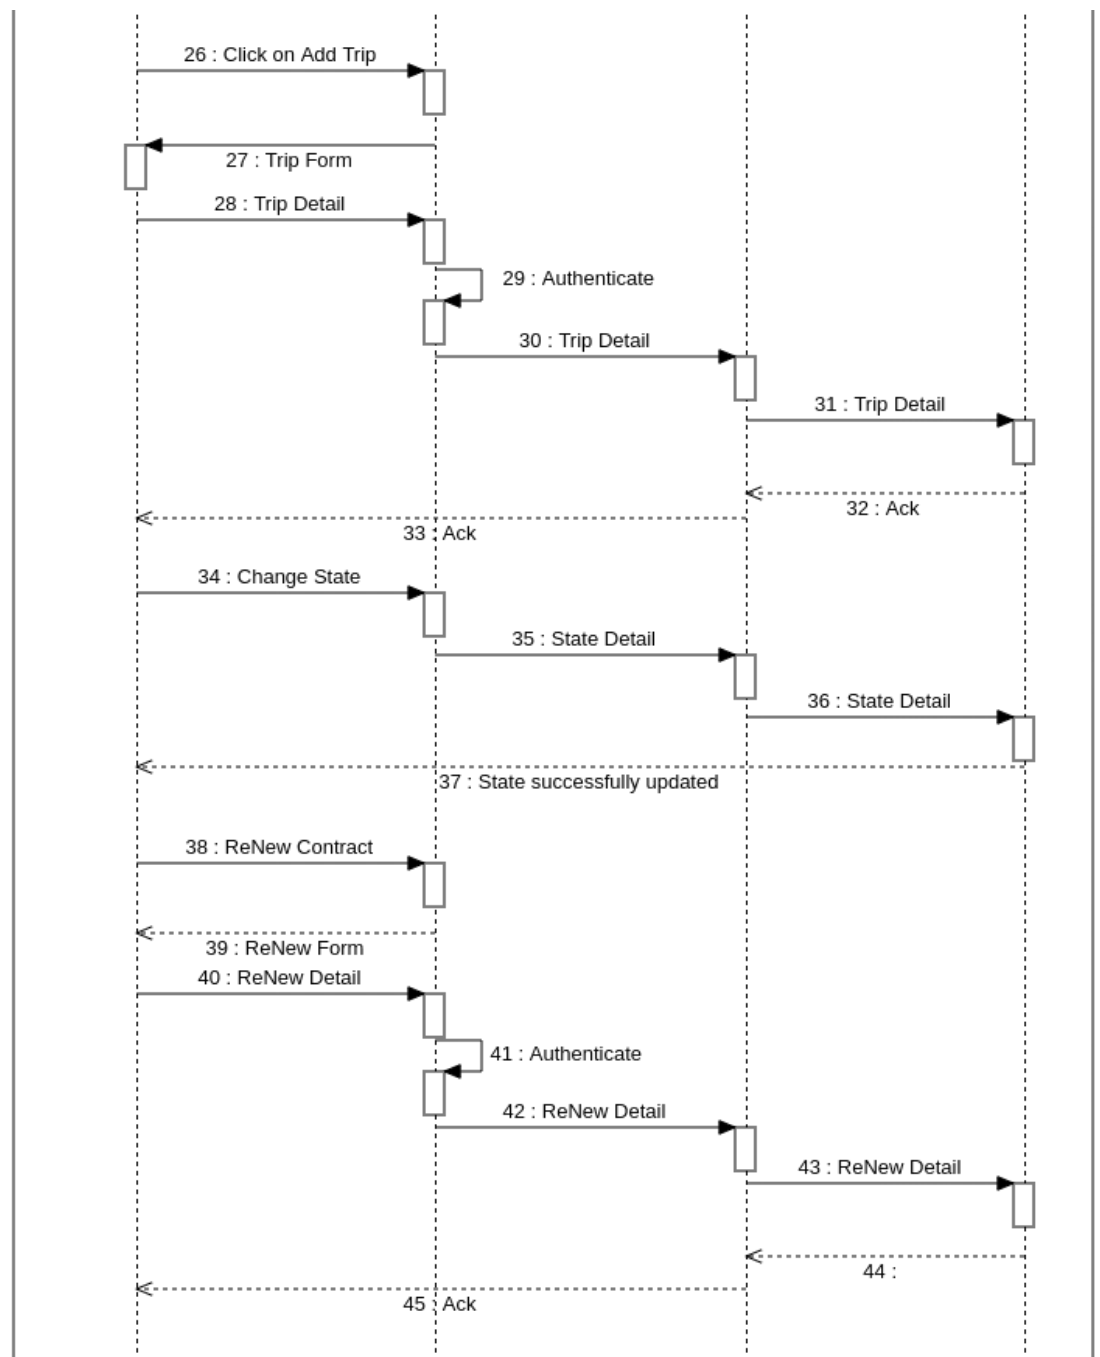 26 : Click on Add Trip
27 : Trip Form
28 : Trip Detail
29 : Authenticate
30 : Trip Detail
31 : Trip Detail
32 : Ack
33 : Ack
34 : Change State
35 : State Detail
36 : State Detail
37 : State successfully updated
38 : ReNew Contract
39 : ReNew Form
40 : ReNew Detail
41 : Authenticate
42 : ReNew Detail
43 : ReNew Detail
44 :
45 : Ack